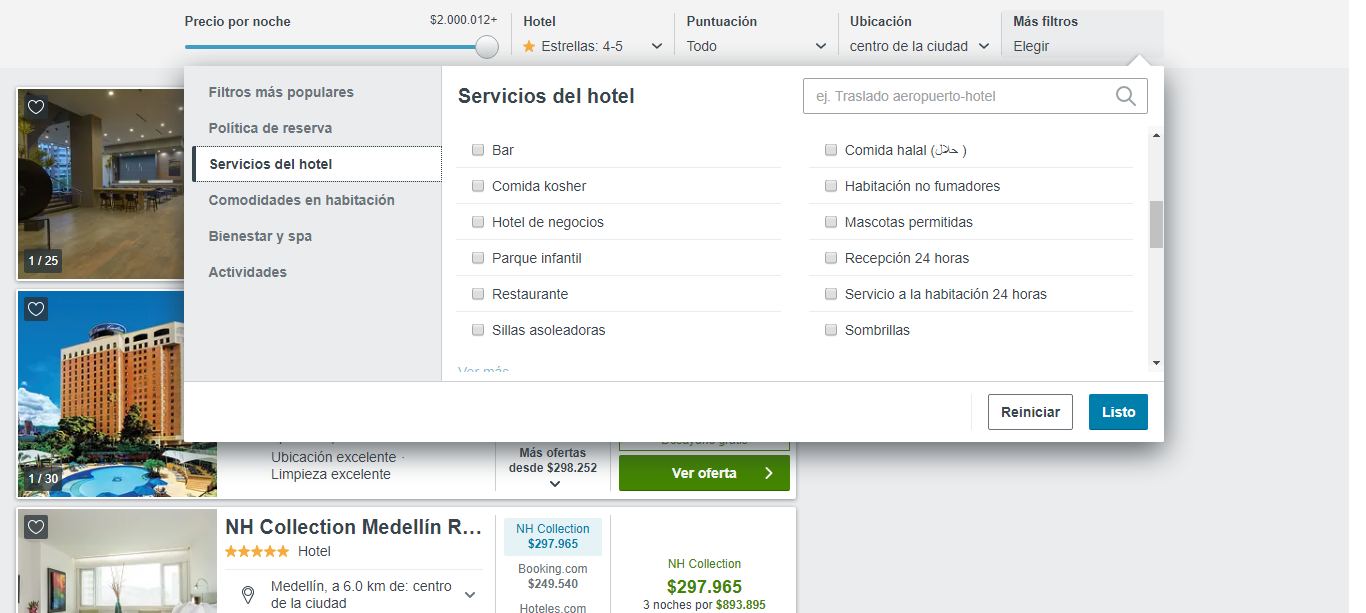 Precio por noche
$2.000.012+
Hotel
Estrellas: 4-5
Puntuación
Todo
Ubicación
centro de la ciudad
Más filtros
Elegir
Filtros más populares
Política de reserva
Servicios del hotel
Comodidades en habitación
Bienestar y spa
Actividades
Servicios del hotel
ej. Traslado aeropuerto-hotel
Bar
Comida halal (حلال )
Comida kosher
Habitación no fumadores
Hotel de negocios
Mascotas permitidas
Parque infantil
Recepción 24 horas
Restaurante
Servicio a la habitación 24 horas
Sillas asoleadoras
Sombrillas
Ver más
Reiniciar
Listo
1 / 25
1 / 30
Ubicación excelente ·
Limpieza excelente
Más ofertas
desde $298.252
Desayuno gratis
Ver oferta
NH Collection Medellín R...
Hotel
Medellín, a 6.0 km de: centro
de la ciudad
NH Collection
$297.965
Booking.com
$249.540
Hoteles.com
NH Collection
$297.965
3 noches por $893.895